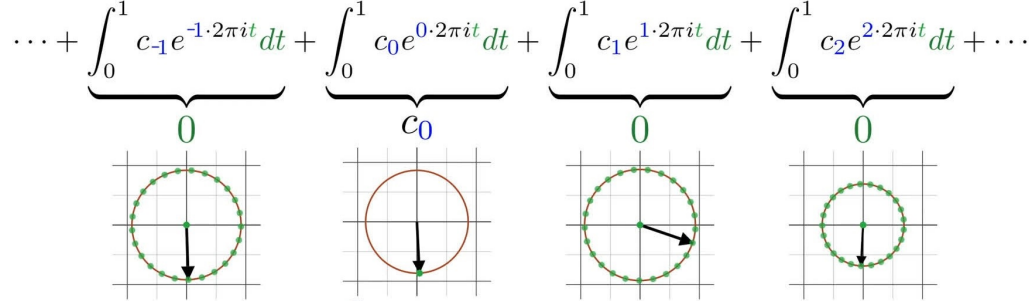 ⋯ + ∫₀¹ c₋₁e^{-1·2πit}dt + ∫₀¹ c₀e^{0·2πit}dt + ∫₀¹ c₁e^{1·2πit}dt + ∫₀¹ c₂e^{2·2πit}dt + ⋯
0 c₀ 0 0